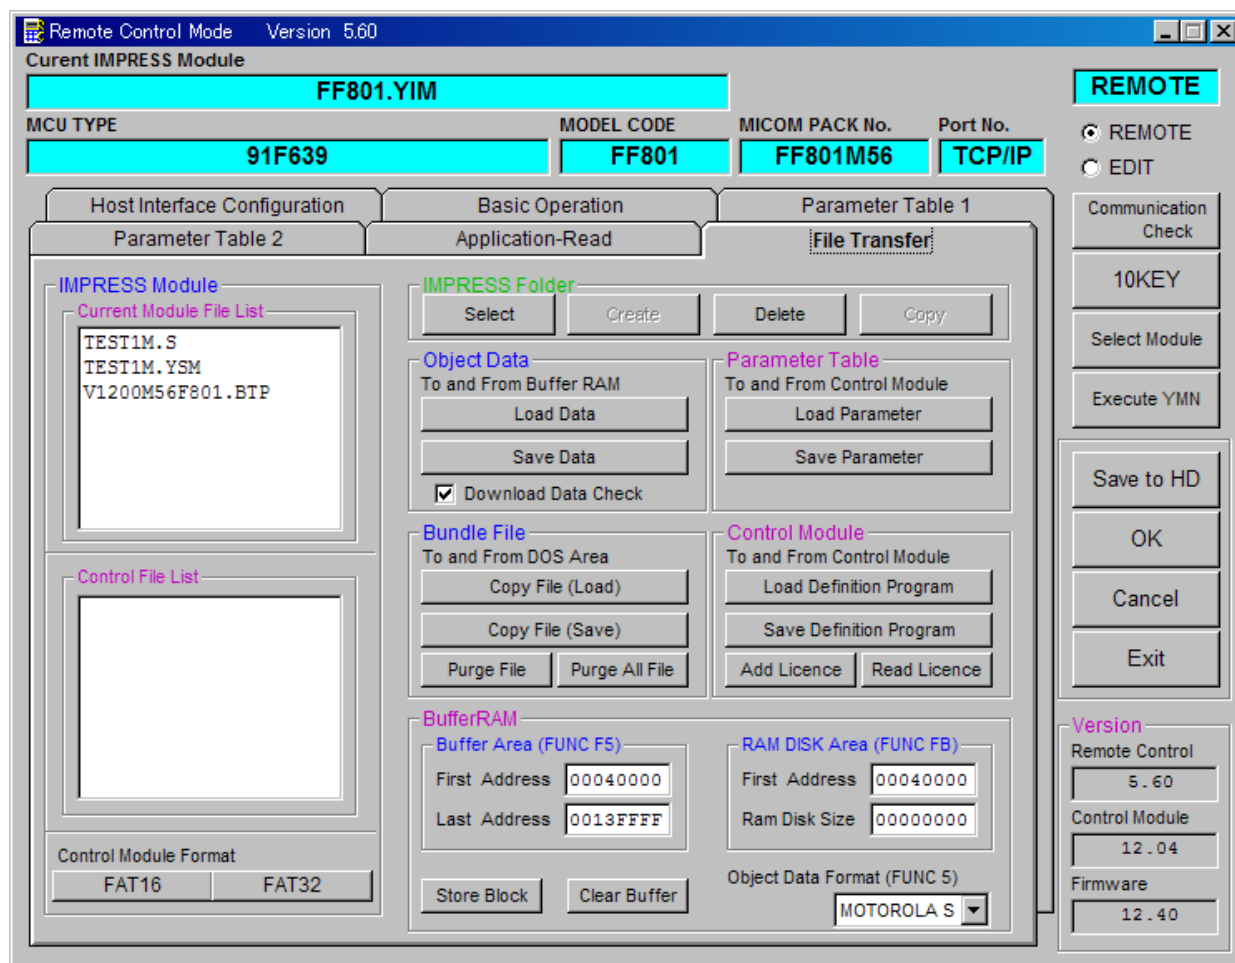 Remote Control Mode Version 5.60
Curent IMPRESS Module
FF801.YIM
REMOTE
MCU TYPE
MODEL CODE
MICOM PACK No.
Port No.
91F639
FF801
FF801M56
TCP/IP
REMOTE
EDIT
Host Interface Configuration
Basic Operation
Parameter Table 1
Parameter Table 2
Application-Read
File Transfer
Communication
Check
10KEY
Select Module
Execute YMN
Save to HD
OK
Cancel
Exit
IMPRESS Module
Current Module File List
TEST1M.S
TEST1M.YSM
V1200M56F801.BTP
Control File List
Control Module Format
FAT16
FAT32
IMPRESS Folder
Select
Create
Delete
Copy
Object Data
To and From Buffer RAM
Load Data
Save Data
Download Data Check
Parameter Table
To and From Control Module
Load Parameter
Save Parameter
Bundle File
To and From DOS Area
Copy File (Load)
Copy File (Save)
Purge File
Purge All File
Control Module
To and From Control Module
Load Definition Program
Save Definition Program
Add Licence
Read Licence
BufferRAM
Buffer Area (FUNC F5)
First Address 00040000
Last Address 0013FFFF
RAM DISK Area (FUNC FB)
First Address 00040000
Ram Disk Size 00000000
Store Block
Clear Buffer
Object Data Format (FUNC 5)
MOTOROLA S
Version
Remote Control
5.60
Control Module
12.04
Firmware
12.40